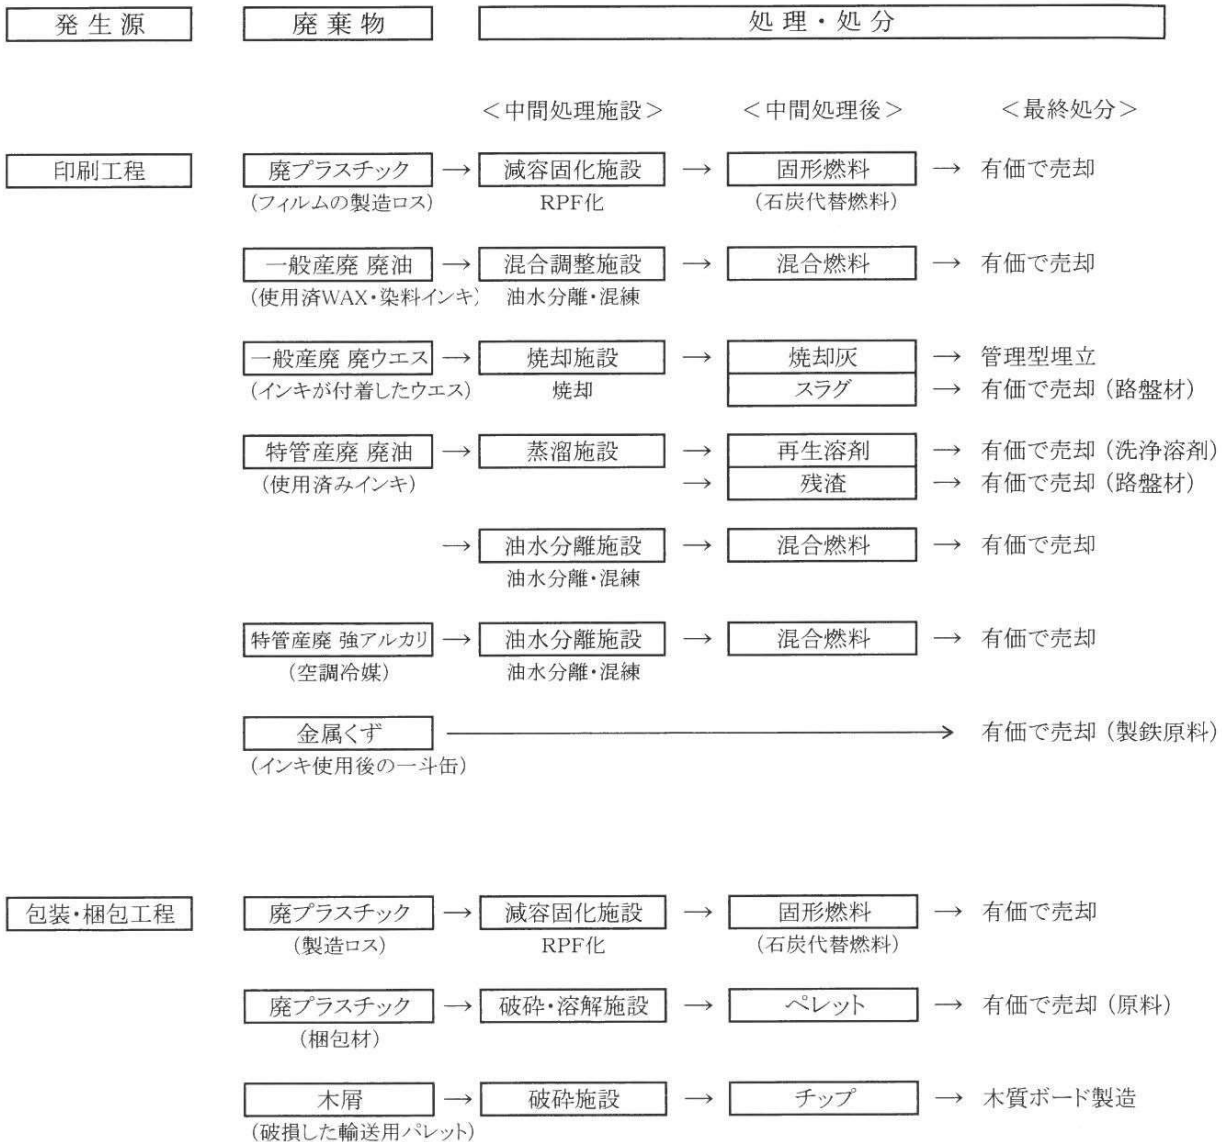 発生源 廃棄物 処理・処分
＜中間処理施設＞ ＜中間処理後＞ ＜最終処分＞
印刷工程 廃プラスチック → 減容固化施設 → 固形燃料 → 有価で売却
(フィルムの製造ロス) RPF化 (石炭代替燃料)
一般産廃 廃油 → 混合調整施設 → 混合燃料 → 有価で売却
(使用済WAX・染料インキ) 油水分離・混練
一般産廃 廃ウエス → 焼却施設 → 焼却灰 → 管理型埋立
(インキが付着したウエス) 焼却 スラグ → 有価で売却 (路盤材)
特管産廃 廃油 → 蒸溜施設 → 再生溶剤 → 有価で売却 (洗浄溶剤)
(使用済みインキ) → 残渣 → 有価で売却 (路盤材)
→ 油水分離施設 → 混合燃料 → 有価で売却
油水分離・混練
特管産廃 強アルカリ → 油水分離施設 → 混合燃料 → 有価で売却
(空調冷媒) 油水分離・混練
金属くず → 有価で売却 (製鉄原料)
(インキ使用後の一斗缶)
包装・梱包工程 廃プラスチック → 減容固化施設 → 固形燃料 → 有価で売却
(製造ロス) RPF化 (石炭代替燃料)
廃プラスチック → 破砕・溶解施設 → ペレット → 有価で売却 (原料)
(梱包材)
木屑 → 破砕施設 → チップ → 木質ボード製造
(破損した輸送用パレット)